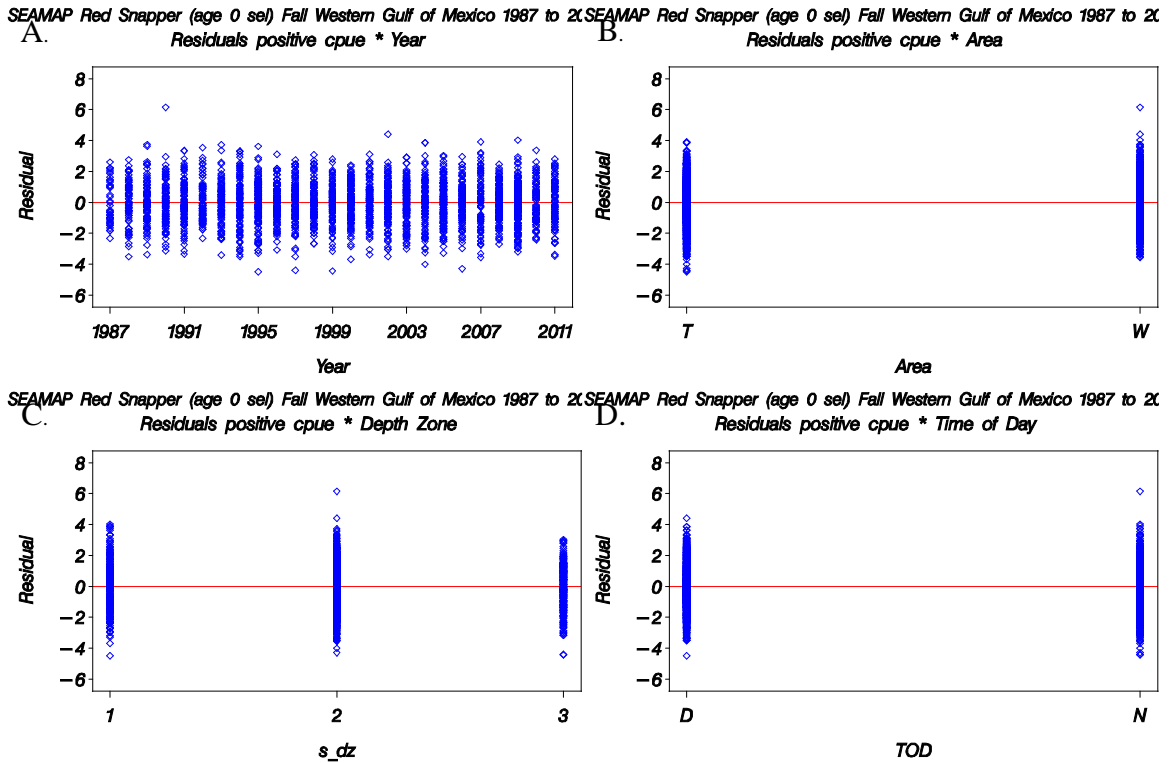 SEAMAP Red Snapper (age 0 sel) Fall Western Gulf of Mexico 1987 to 20
A.
Residuals positive cpue * Year
8
6
4
2
0
−2
−4
−6
Residual
1987 1991 1995 1999 2003 2007 2011
Year
SEAMAP Red Snapper (age 0 sel) Fall Western Gulf of Mexico 1987 to 20
B.
Residuals positive cpue * Area
8
6
4
2
0
−2
−4
−6
Residual
T W
Area
SEAMAP Red Snapper (age 0 sel) Fall Western Gulf of Mexico 1987 to 20
C.
Residuals positive cpue * Depth Zone
8
6
4
2
0
−2
−4
−6
Residual
1 2 3
s_dz
SEAMAP Red Snapper (age 0 sel) Fall Western Gulf of Mexico 1987 to 20
D.
Residuals positive cpue * Time of Day
8
6
4
2
0
−2
−4
−6
Residual
D N
TOD